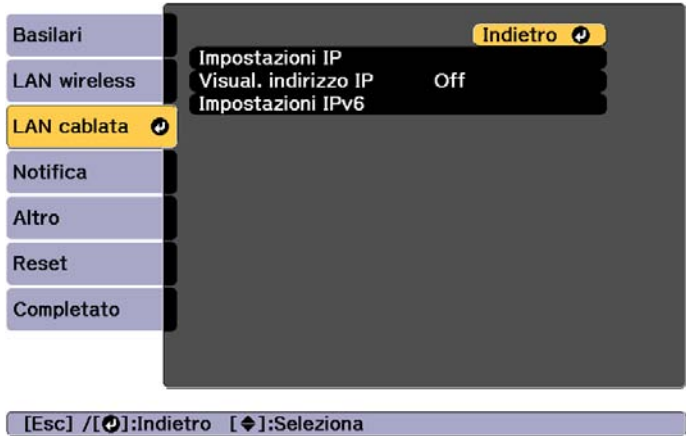 Basilari
LAN wireless
LAN cablata
Notifica
Altro
Reset
Completato
Indietro
Impostazioni IP
Visual. indirizzo IP Off
Impostazioni IPv6
[Esc] /[⏎]:Indietro [◆]:Seleziona